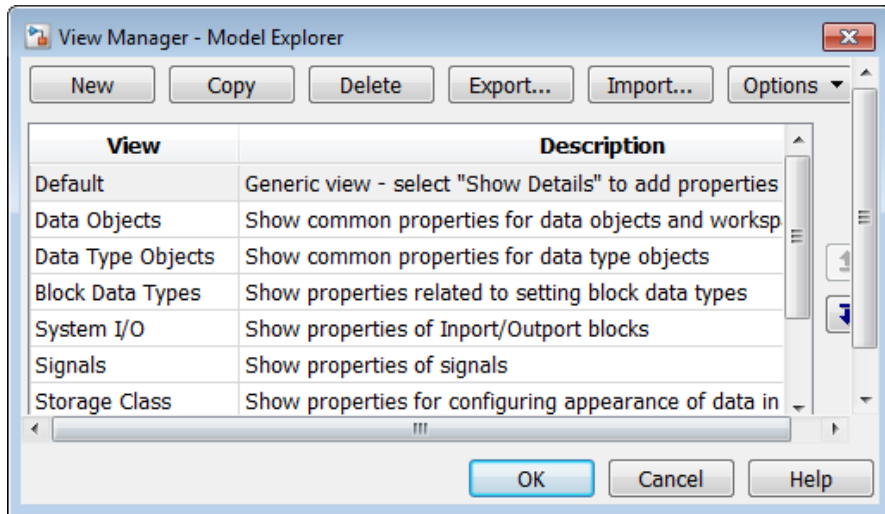 View Manager - Model Explorer
New Copy Delete Export... Import... Options
View Description
Default Generic view - select "Show Details" to add properties
Data Objects Show common properties for data objects and worksp
Data Type Objects Show common properties for data type objects
Block Data Types Show properties related to setting block data types
System I/O Show properties of Inport/Outport blocks
Signals Show properties of signals
Storage Class Show properties for configuring appearance of data in
OK Cancel Help